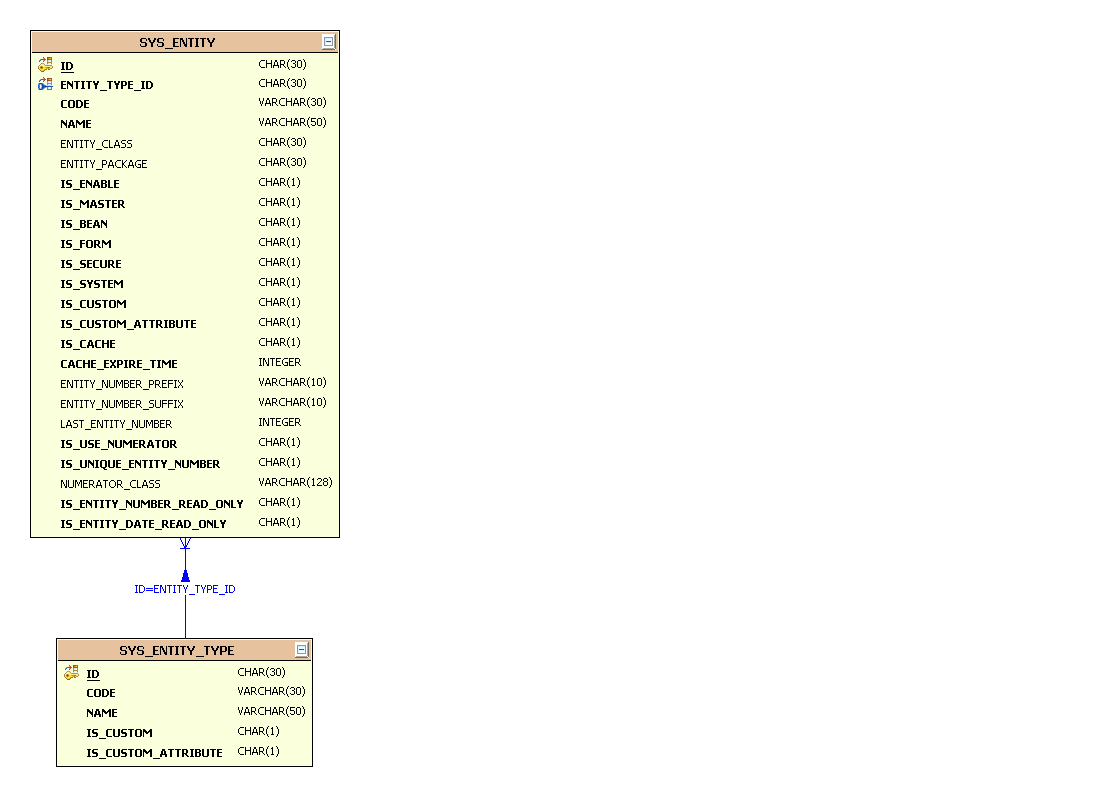 SYS_ENTITY
ID CHAR(30)
ENTITY_TYPE_ID CHAR(30)
CODE VARCHAR(30)
NAME VARCHAR(50)
ENTITY_CLASS CHAR(30)
ENTITY_PACKAGE CHAR(30)
IS_ENABLE CHAR(1)
IS_MASTER CHAR(1)
IS_BEAN CHAR(1)
IS_FORM CHAR(1)
IS_SECURE CHAR(1)
IS_SYSTEM CHAR(1)
IS_CUSTOM CHAR(1)
IS_CUSTOM_ATTRIBUTE CHAR(1)
IS_CACHE CHAR(1)
CACHE_EXPIRE_TIME INTEGER
ENTITY_NUMBER_PREFIX VARCHAR(10)
ENTITY_NUMBER_SUFFIX VARCHAR(10)
LAST_ENTITY_NUMBER INTEGER
IS_USE_NUMERATOR CHAR(1)
IS_UNIQUE_ENTITY_NUMBER CHAR(1)
NUMERATOR_CLASS VARCHAR(128)
IS_ENTITY_NUMBER_READ_ONLY CHAR(1)
IS_ENTITY_DATE_READ_ONLY CHAR(1)
ID=ENTITY_TYPE_ID
SYS_ENTITY_TYPE
ID CHAR(30)
CODE VARCHAR(30)
NAME VARCHAR(50)
IS_CUSTOM CHAR(1)
IS_CUSTOM_ATTRIBUTE CHAR(1)